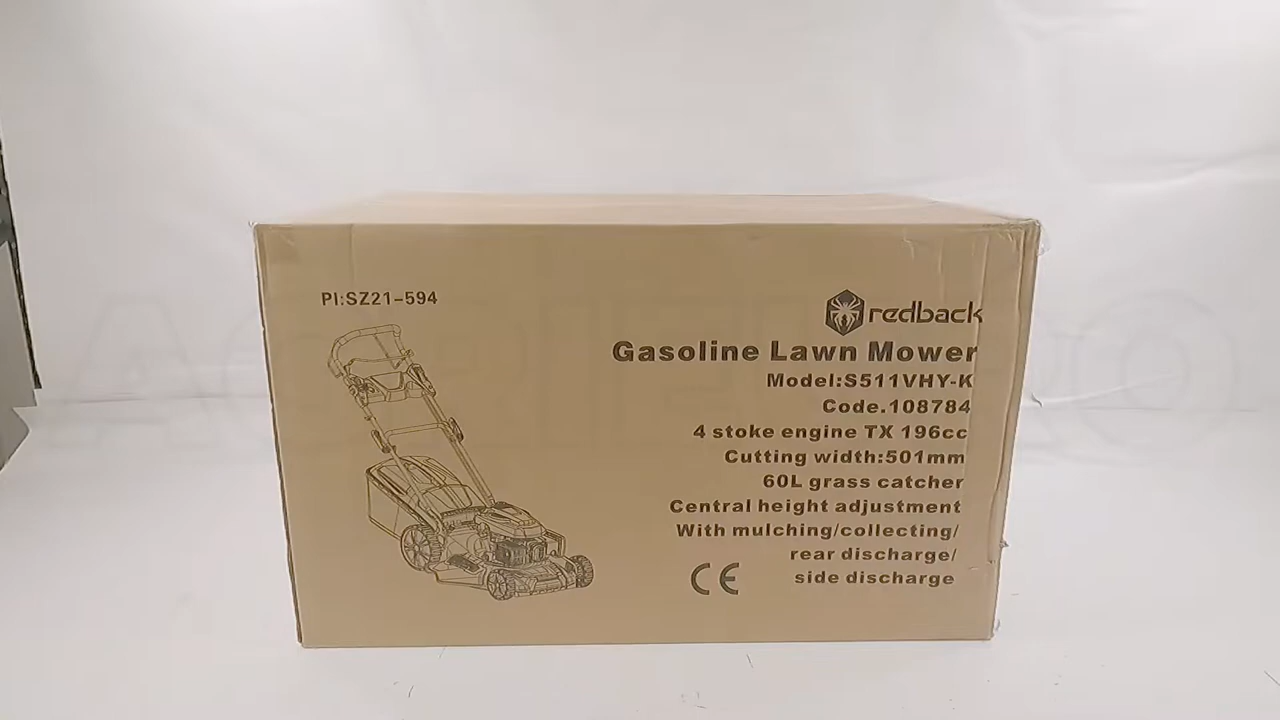 PI:SZ21-594
redback
Gasoline Lawn Mower
Model:S511VHY-K
Code.108784
4 stoke engine TX 196cc
Cutting width:501mm
60L grass catcher
Central height adjustment
With mulching/collecting/
rear discharge/
side discharge
CE